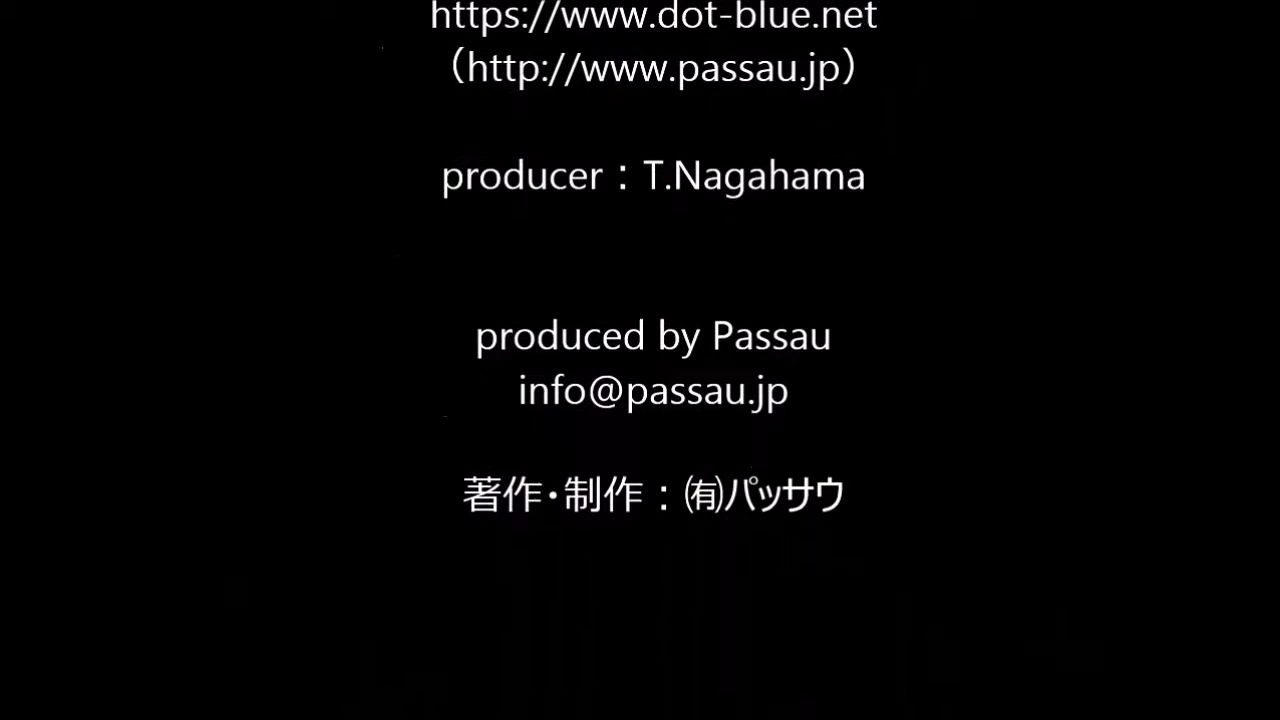 https://www.dot-blue.net
（http://www.passau.jp）
producer：T.Nagahama
produced by Passau
info@passau.jp
著作・制作：㈲パッサウ